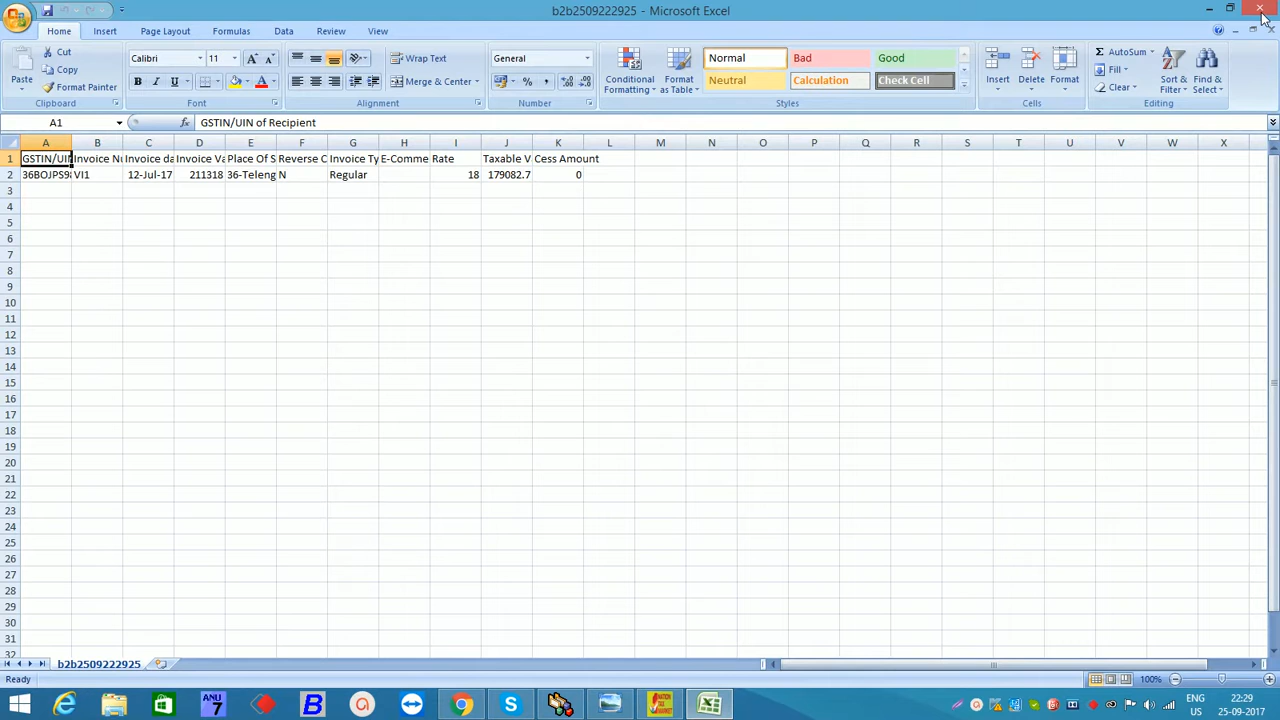 b2b2509222925 - Microsoft Excel
Home Insert Page Layout Formulas Data Review View
Paste Cut Copy Format Painter
Calibri 11
B I U
Wrap Text
Merge & Center
General
Conditional Formatting Format as Table
Normal Bad Good
Neutral Calculation Check Cell
Insert Delete Format
AutoSum Fill Clear
Sort & Filter Find & Select
Clipboard Font Alignment Number Styles Cells Editing
A1 fx GSTIN/UIN of Recipient
A B C D E F G H I J K L M N O P Q R S T U V W X
1 GSTIN/UIN Invoice Nu Invoice da Invoice Va Place Of S Reverse C Invoice Ty E-Comme Rate Taxable V Cess Amount
2 36BOJPS9 VI1 12-Jul-17 211318 36-Teleng N Regular 18 179082.7 0
3
4
5
6
7
8
9
10
11
12
13
14
15
16
17
18
19
20
21
22
23
24
25
26
27
28
29
30
31
32
b2b2509222925
Ready 100%
ANU 7 B ENG 22:29
US 25-09-2017